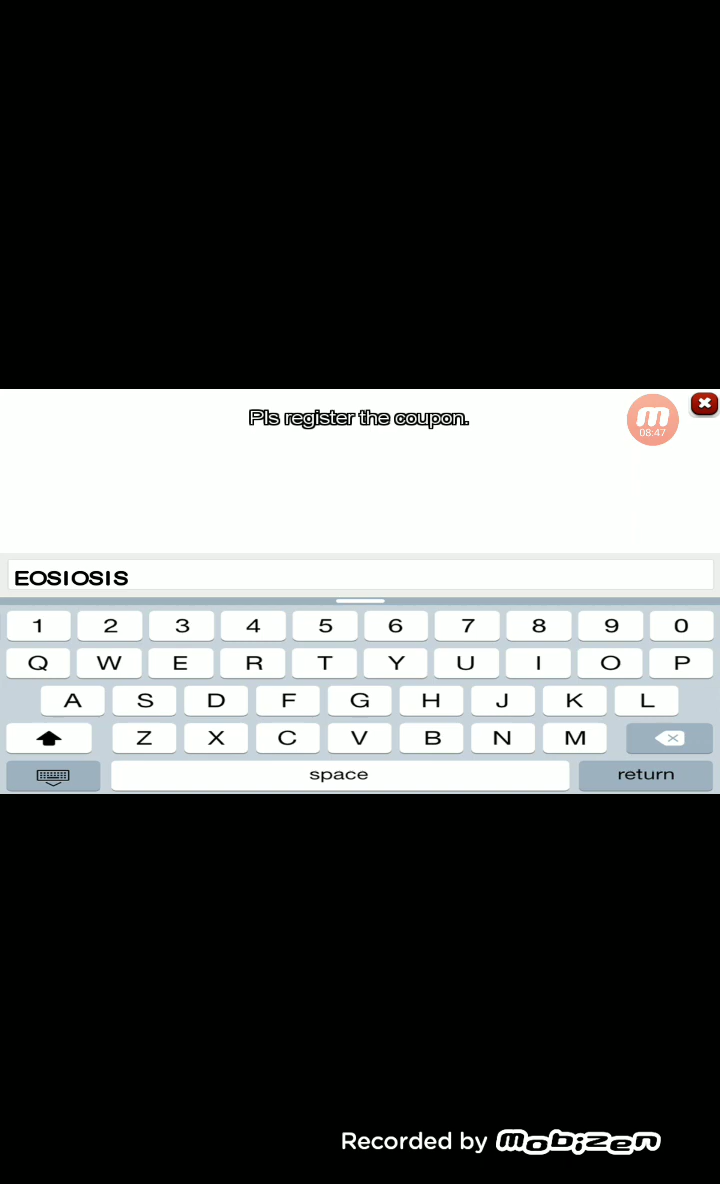 Pls register the coupon.
08:47
EOSIOSIS
1 2 3 4 5 6 7 8 9 0
Q W E R T Y U I O P
A S D F G H J K L
Z X C V B N M
space return
Recorded by mobizen